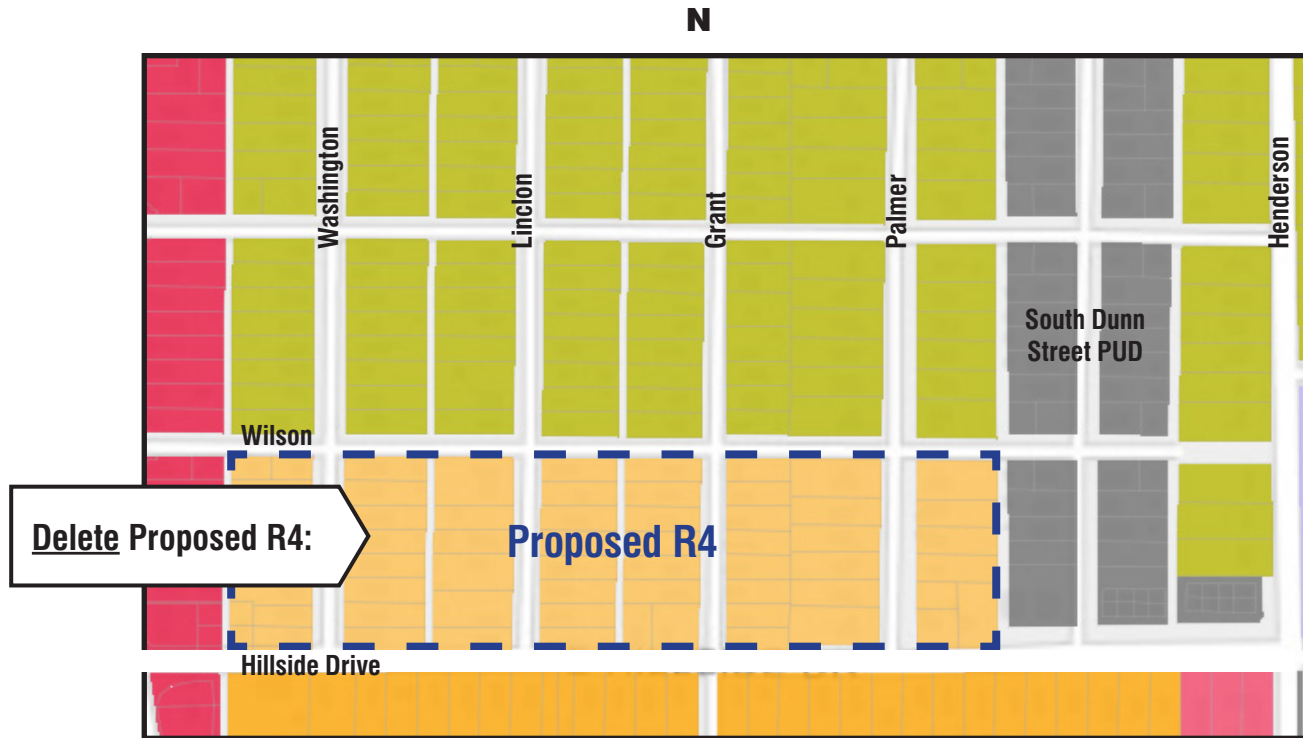 N
Washington
Linclon
Grant
Palmer
Henderson
South Dunn
Street PUD
Wilson
Delete Proposed R4:
Proposed R4
Hillside Drive